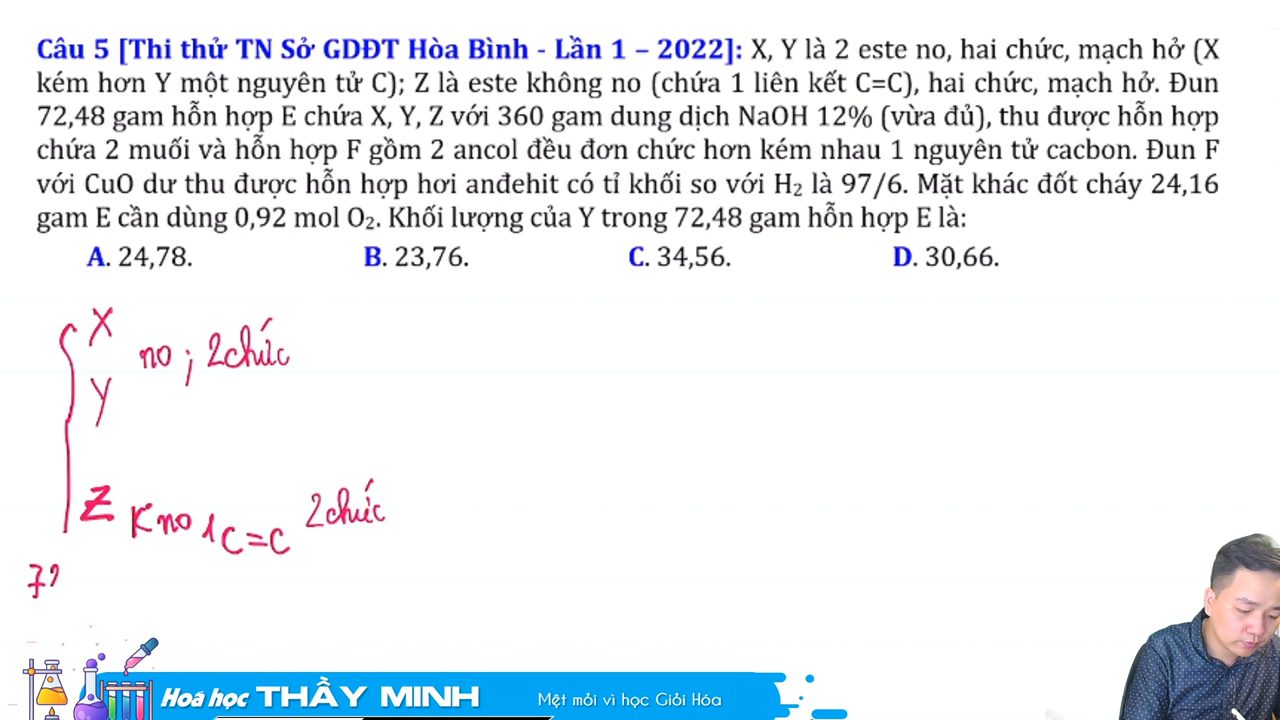 Câu 5 [Thi thử TN Sở GDĐT Hòa Bình - Lần 1 – 2022]: X, Y là 2 este no, hai chức, mạch hở (X
kém hơn Y một nguyên tử C); Z là este không no (chứa 1 liên kết C=C), hai chức, mạch hở. Đun
72,48 gam hỗn hợp E chứa X, Y, Z với 360 gam dung dịch NaOH 12% (vừa đủ), thu được hỗn hợp
chứa 2 muối và hỗn hợp F gồm 2 ancol đều đơn chức hơn kém nhau 1 nguyên tử cacbon. Đun F
với CuO dư thu được hỗn hợp hơi anđehit có tỉ khối so với H₂ là 97/6. Mặt khác đốt cháy 24,16
gam E cần dùng 0,92 mol O₂. Khối lượng của Y trong 72,48 gam hỗn hợp E là:
A. 24,78. B. 23,76. C. 34,56. D. 30,66.
X
no ; 2 chức
Y
Z K no 1 C=C 2 chức
Hoá học THẦY MINH Mệt mỏi vì học Giỏi Hóa